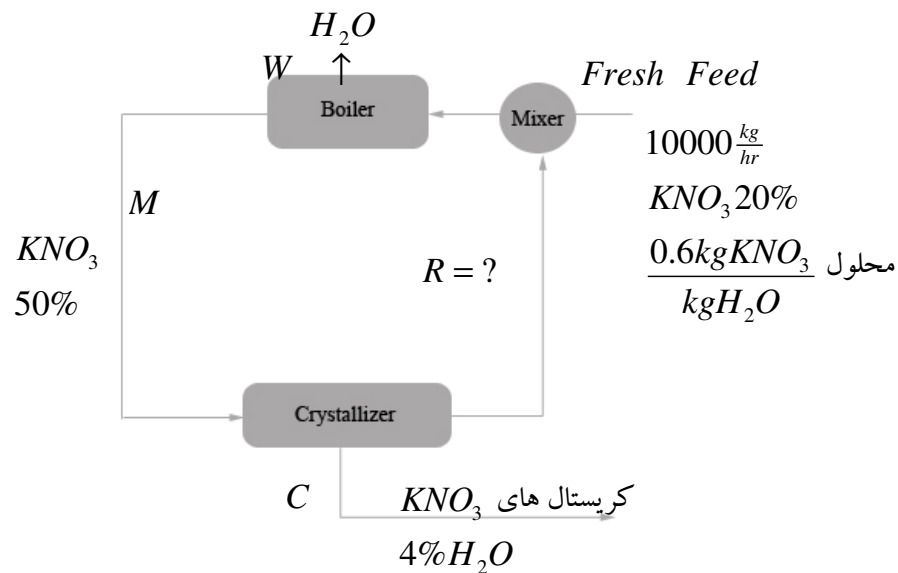 H₂O
W
Boiler
Mixer
Fresh Feed
10000 kg/hr
KNO₃ 20%
0.6kgKNO₃/kgH₂O محلول
M
KNO₃
50%
R = ?
Crystallizer
C
کریستال های KNO₃
4% H₂O